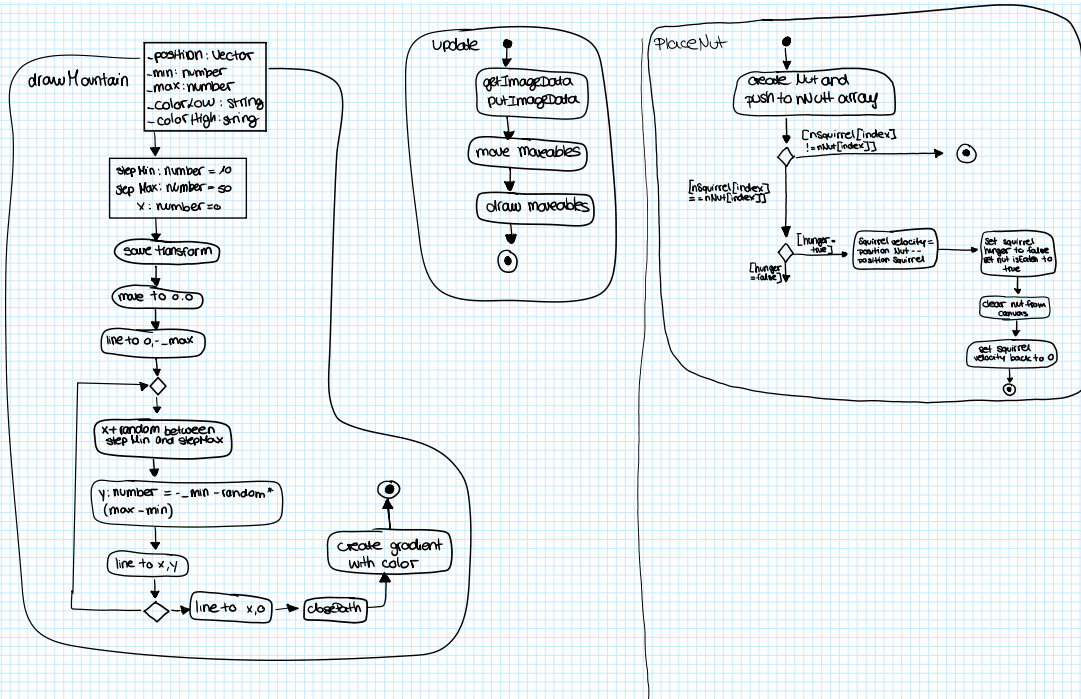 drawMountain
_position: Vector
_min: number
_max: number
_colorLow: string
_colorHigh: string
stepMin: number = 10
stepMax: number = 50
x: number = 0
save transform
move to 0.0
line to 0,-_max
x+random between
stepMin and stepMax
y: number = -_min - random*
(max - min)
line to x,y
line to x,0
closePath
create gradient
with color
update
getImageData
putImageData
move moveables
draw moveables
PlaceNut
create Nut and
push to nNutt array
[nSquirrel[index]
!= nNut[index]]
[nSquirrel[index]
== nNut[index]]
[hunger=
true]
[hunger
=false]
Squirrel velocity=
position Nut --
position Squirrel
Set squirrel
hunger to false
set nut isEaten to
true
clear nut from
canvas
set squirrel
velocity back to 0